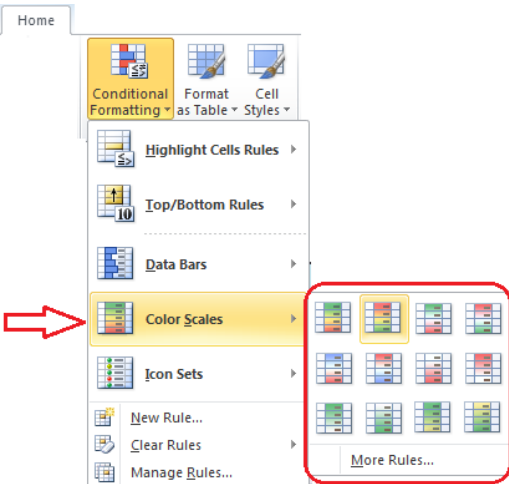 Home
Conditional Formatting ▾
Format as Table ▾
Cell Styles ▾
Highlight Cells Rules
10
Top/Bottom Rules
Data Bars
Color Scales
Icon Sets
New Rule...
Clear Rules
Manage Rules...
More Rules...